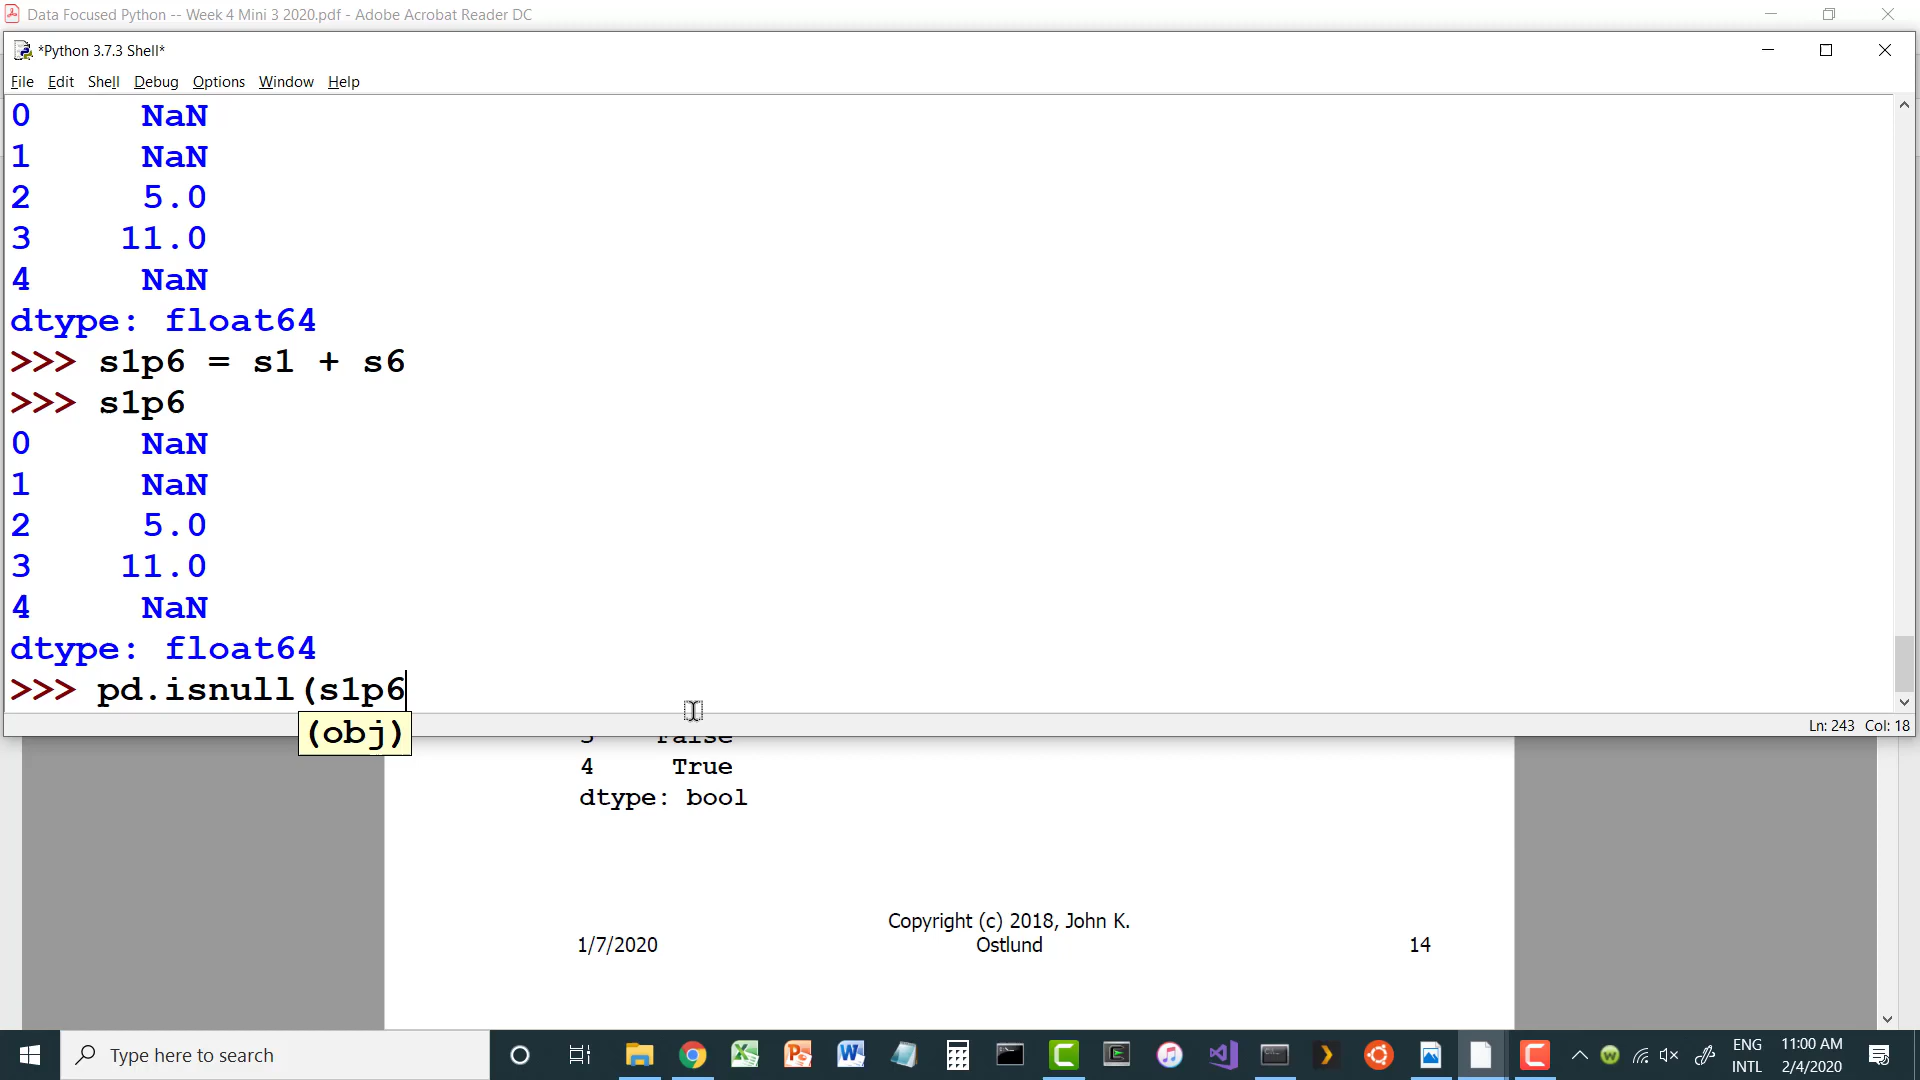 Data Focused Python -- Week 4 Mini 3 2020.pdf - Adobe Acrobat Reader DC
*Python 3.7.3 Shell*
File Edit Shell Debug Options Window Help
0 NaN
1 NaN
2 5.0
3 11.0
4 NaN
dtype: float64
>>> s1p6 = s1 + s6
>>> s1p6
0 NaN
1 NaN
2 5.0
3 11.0
4 NaN
dtype: float64
>>> pd.isnull(s1p6
(obj)
Ln: 243 Col: 18
3 False
4 True
dtype: bool
Copyright (c) 2018, John K.
1/7/2020 Ostlund 14
Type here to search
ENG 11:00 AM
INTL 2/4/2020